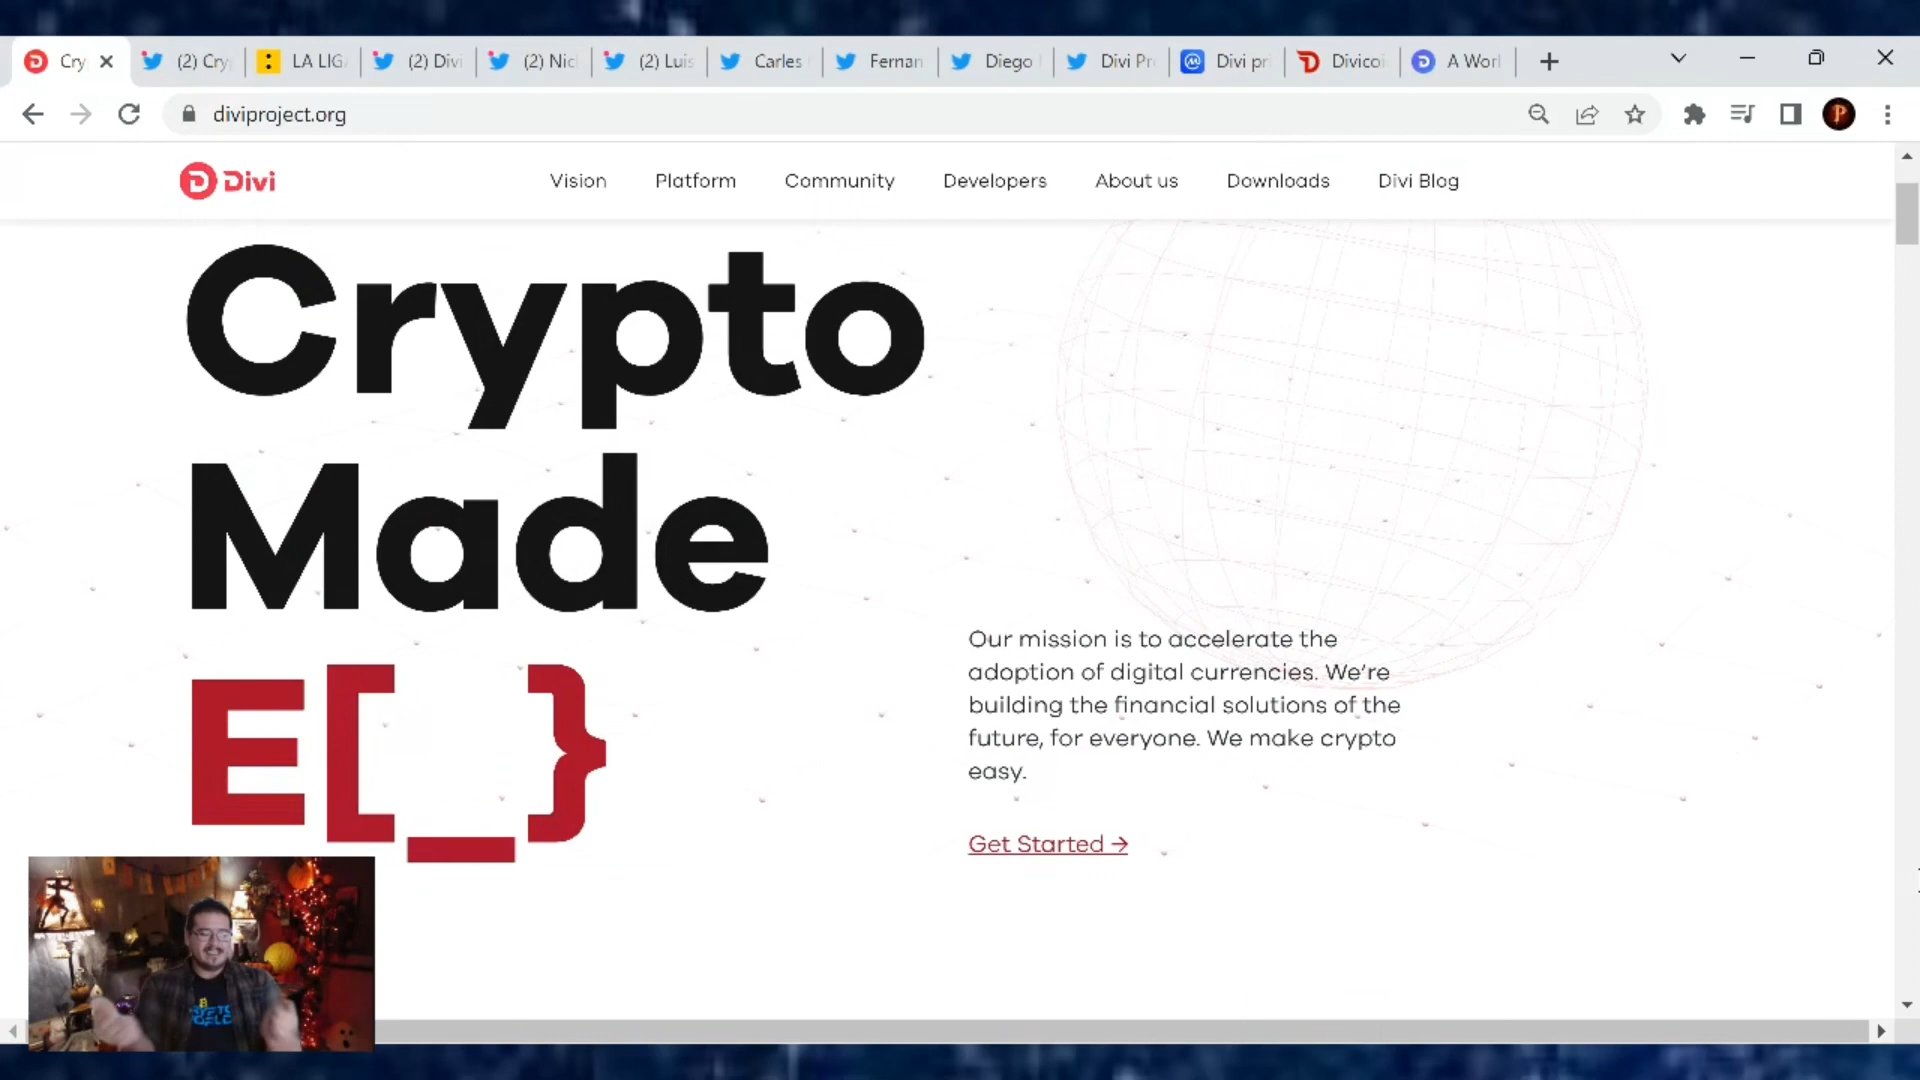 Cry
(2) Cry
LA LIG
(2) Divi
(2) Nic
(2) Luis
Carles
Fernan
Diego
Divi Pr
Divi pri
Divicoi
A Worl
diviproject.org
P
Divi
Vision
Platform
Community
Developers
About us
Downloads
Divi Blog
Crypto
Made
E[_}
Our mission is to accelerate the
adoption of digital currencies. We're
building the financial solutions of the
future, for everyone. We make crypto
easy.
Get Started →